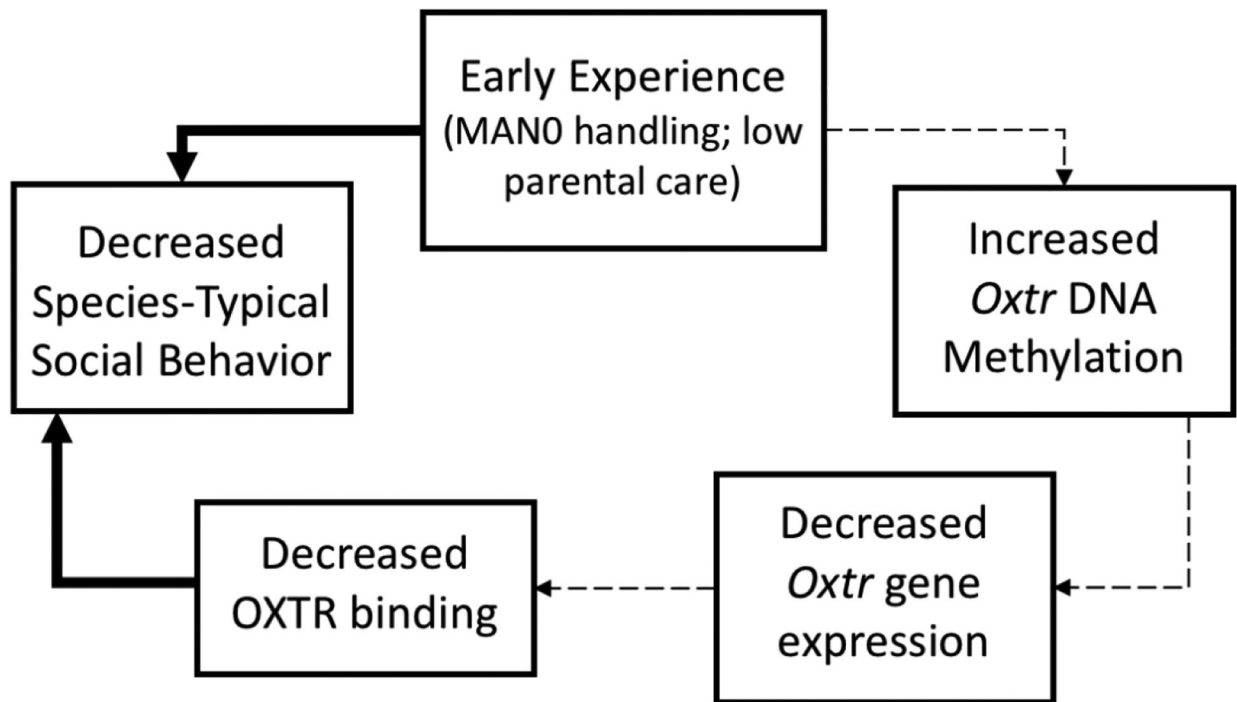 Early Experience
(MAN0 handling; low
parental care)
Decreased
Species-Typical
Social Behavior
Increased
Oxtr DNA
Methylation
Decreased
OXTR binding
Decreased
Oxtr gene
expression